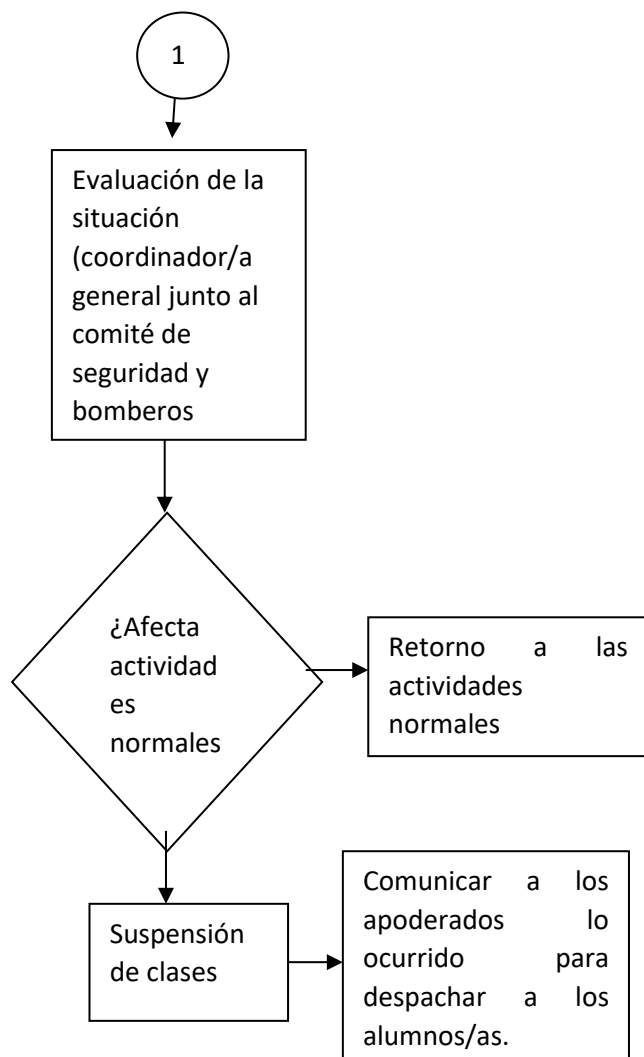 1
Evaluación de la
situación
(coordinador/a
general junto al
comité de
seguridad y
bomberos
¿Afecta
actividad
es
normales
Retorno a las
actividades
normales
Suspensión
de clases
Comunicar a los
apoderados lo
ocurrido para
despachar a los
alumnos/as.